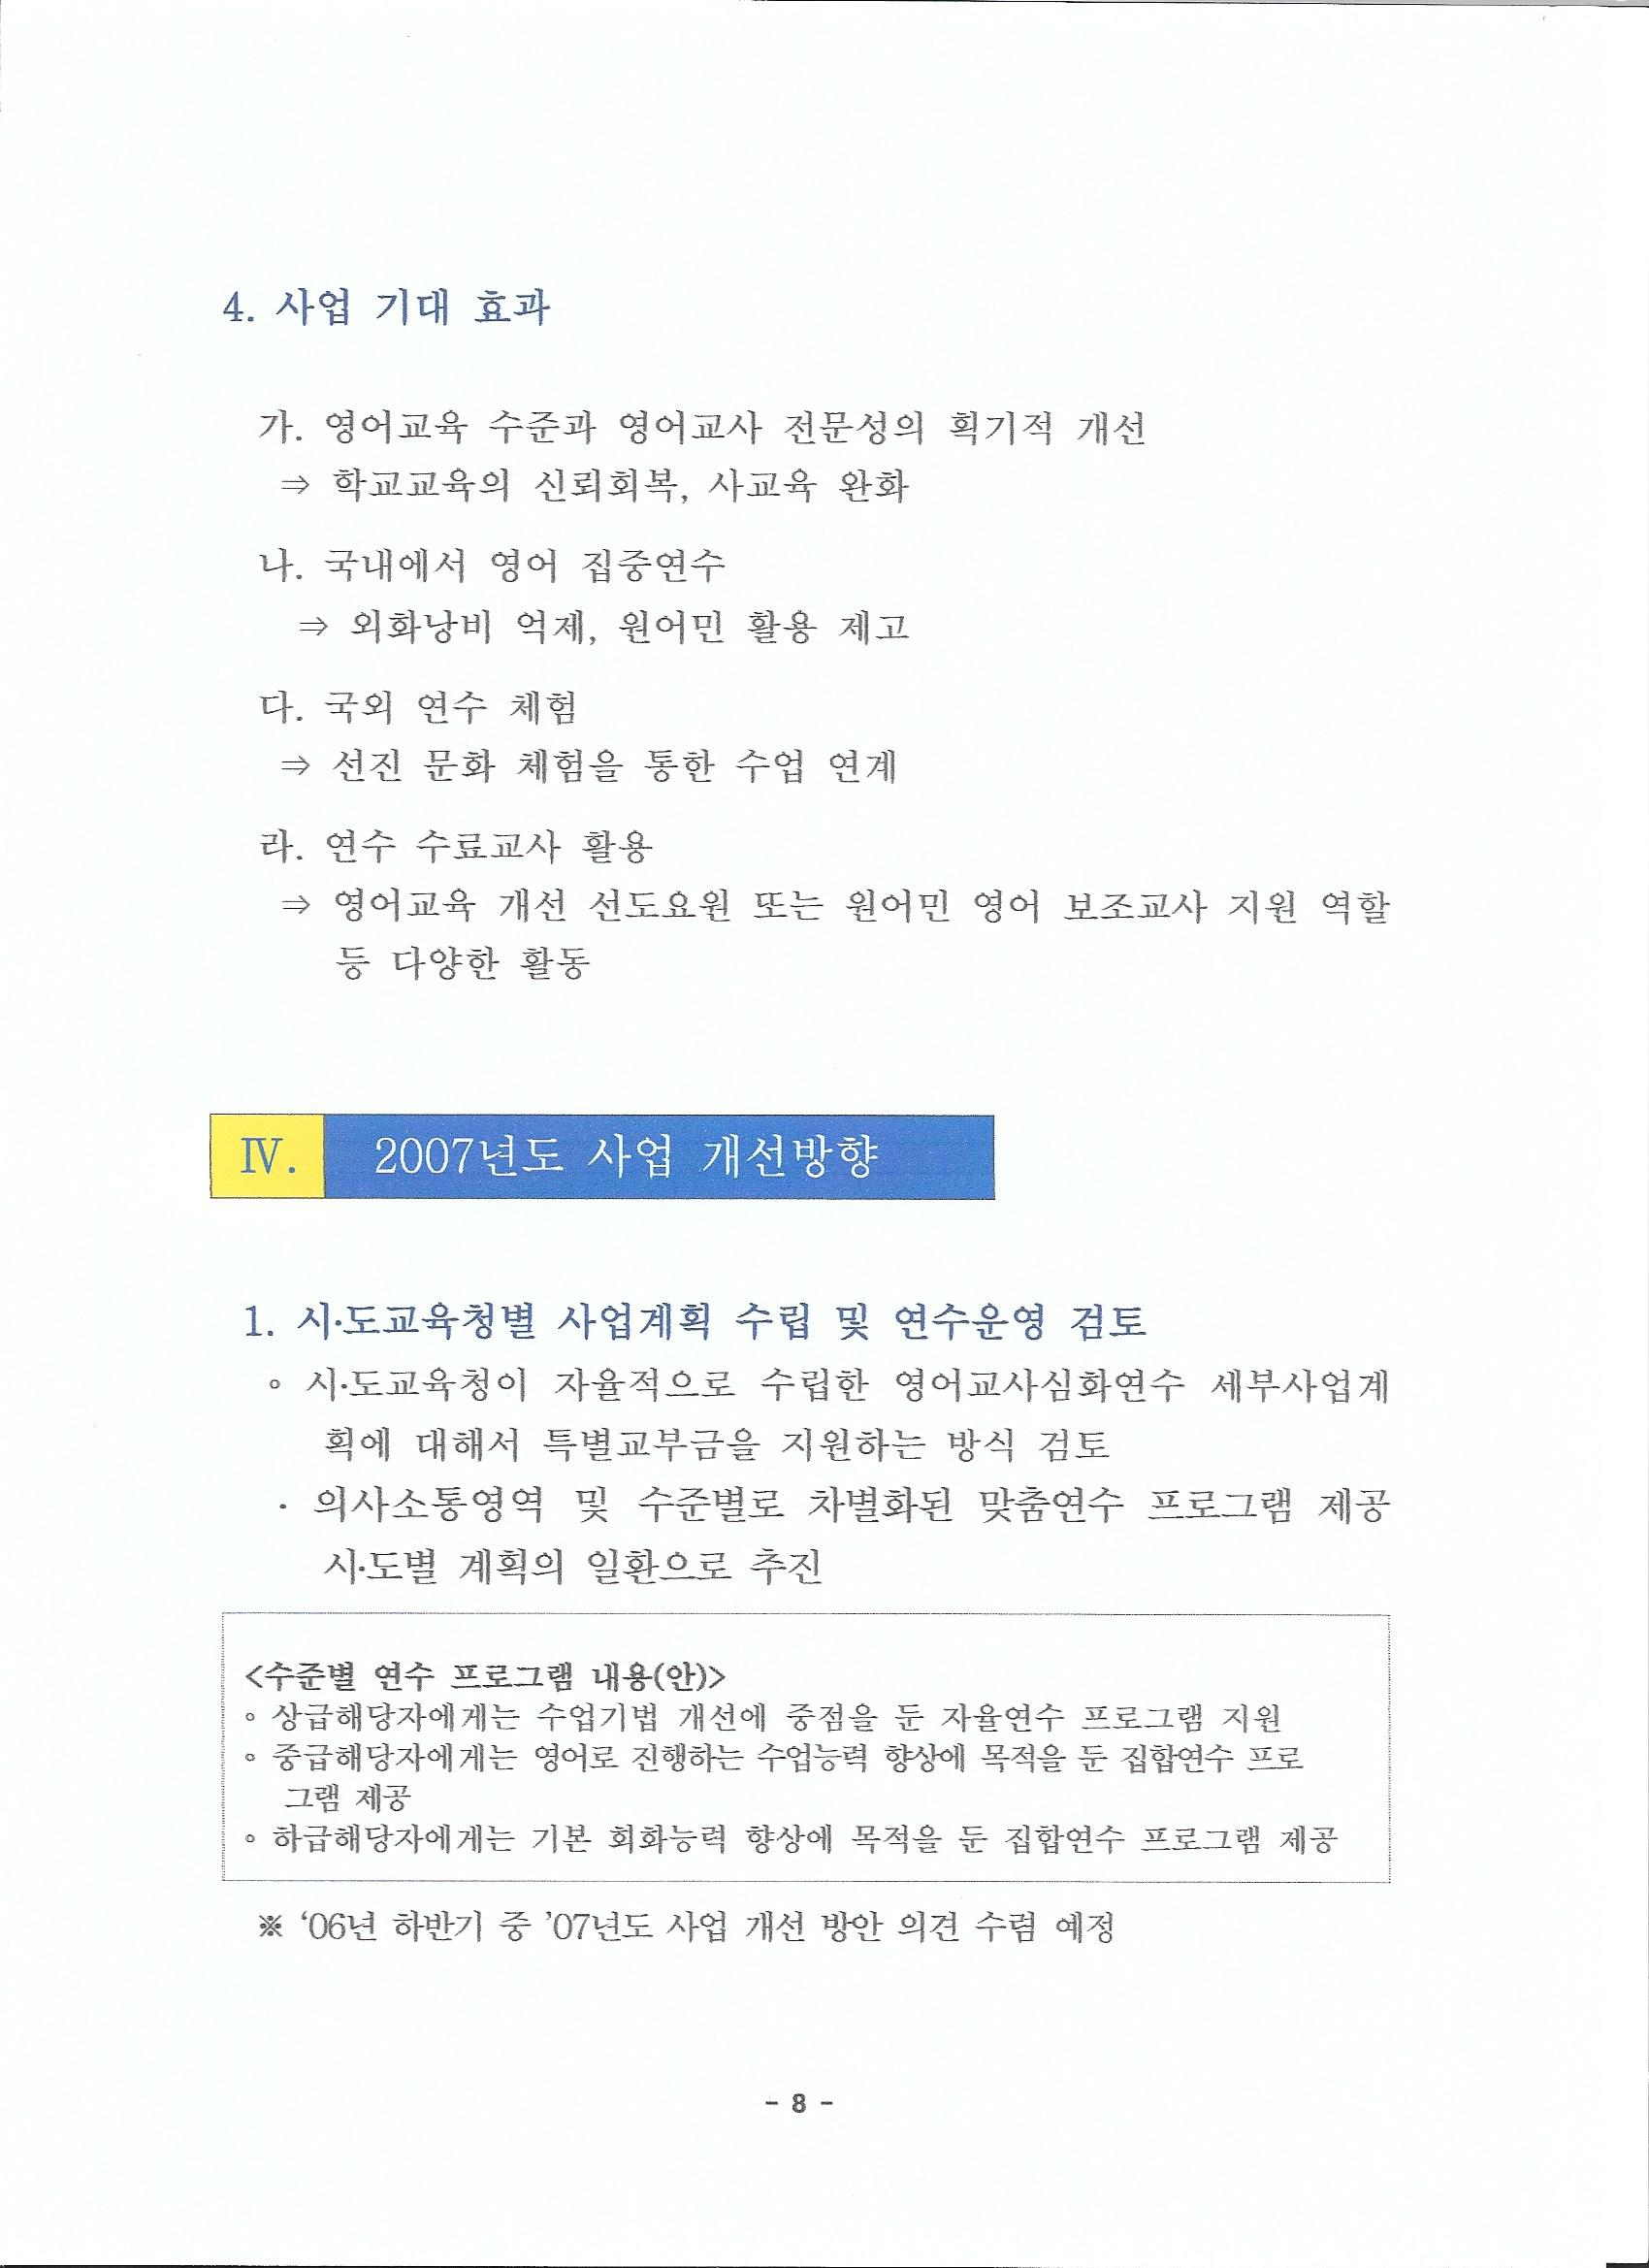 4. 사업 기대 효과
가. 영어교육 수준과 영어교사 전문성의 획기적 개선
⇒ 학교교육의 신뢰회복, 사교육 완화
나. 국내에서 영어 집중연수
⇒ 외화낭비 억제, 원어민 활용 제고
다. 국외 연수 체험
⇒ 선진 문화 체험을 통한 수업 연계
라. 연수 수료교사 활용
⇒ 영어교육 개선 선도요원 또는 원어민 영어 보조교사 지원 역할
등 다양한 활동
Ⅳ. 2007년도 사업 개선방향
1. 시·도교육청별 사업계획 수립 및 연수운영 검토
◦ 시·도교육청이 자율적으로 수립한 영어교사심화연수 세부사업계
획에 대해서 특별교부금을 지원하는 방식 검토
· 의사소통영역 및 수준별로 차별화된 맞춤연수 프로그램 제공
시·도별 계획의 일환으로 추진
<수준별 연수 프로그램 내용(안)>
◦ 상급해당자에게는 수업기법 개선에 중점을 둔 자율연수 프로그램 지원
◦ 중급해당자에게는 영어로 진행하는 수업능력 향상에 목적을 둔 집합연수 프로
그램 제공
◦ 하급해당자에게는 기본 회화능력 향상에 목적을 둔 집합연수 프로그램 제공
※ ‘06년 하반기 중 ’07년도 사업 개선 방안 의견 수렴 예정
- 8 -